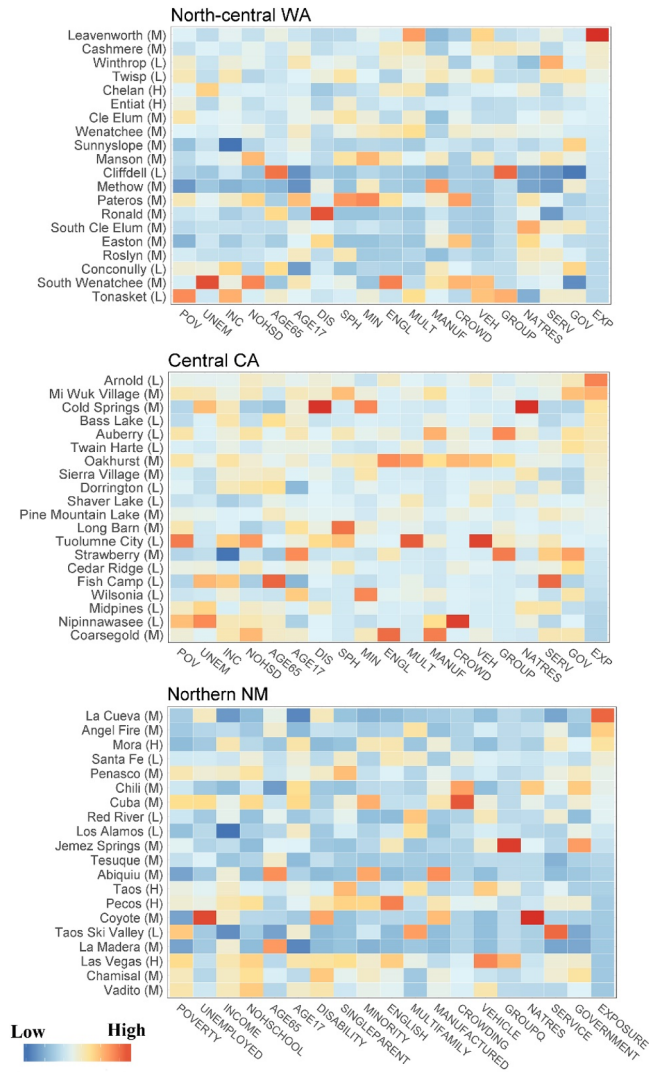 North-central WA
Leavenworth (M)
Cashmere (M)
Winthrop (L)
Twisp (L)
Chelan (H)
Entiat (H)
Cle Elum (M)
Wenatchee (M)
Sunnyslope (M)
Manson (M)
Cliffdell (L)
Methow (M)
Pateros (M)
Ronald (M)
South Cle Elum (M)
Easton (M)
Roslyn (M)
Conconully (L)
South Wenatchee (M)
Tonasket (L)
POV UNEM INC NOHSD AGE65 AGE17 DIS SPH MIN ENGL MULT MANUF CROWD VEH GROUP NATRES SERV GOV EXP
Central CA
Arnold (L)
Mi Wuk Village (M)
Cold Springs (M)
Bass Lake (L)
Auberry (L)
Twain Harte (L)
Oakhurst (M)
Sierra Village (M)
Dorrington (L)
Shaver Lake (L)
Pine Mountain Lake (M)
Long Barn (M)
Tuolumne City (L)
Strawberry (M)
Cedar Ridge (L)
Fish Camp (L)
Wilsonia (L)
Midpines (L)
Nipinnawasee (L)
Coarsegold (M)
POV UNEM INC NOHSD AGE65 AGE17 DIS SPH MIN ENGL MULT MANUF CROWD VEH GROUP NATRES SERV GOV EXP
Northern NM
La Cueva (M)
Angel Fire (M)
Mora (H)
Santa Fe (L)
Penasco (M)
Chili (M)
Cuba (M)
Red River (L)
Los Alamos (L)
Jemez Springs (M)
Tesuque (M)
Abiquiu (M)
Taos (H)
Pecos (H)
Coyote (M)
Taos Ski Valley (L)
La Madera (M)
Las Vegas (H)
Chamisal (M)
Vadito (M)
POVERTY UNEMPLOYED INCOME NOHSCHOOL AGE65 AGE17 DISABILITY SINGLEPARENT MINORITY ENGLISH MULTIFAMILY MANUFACTURED CROWDING VEHICLE GROUPQ NATRES SERVICE GOVERNMENT EXPOSURE
Low High